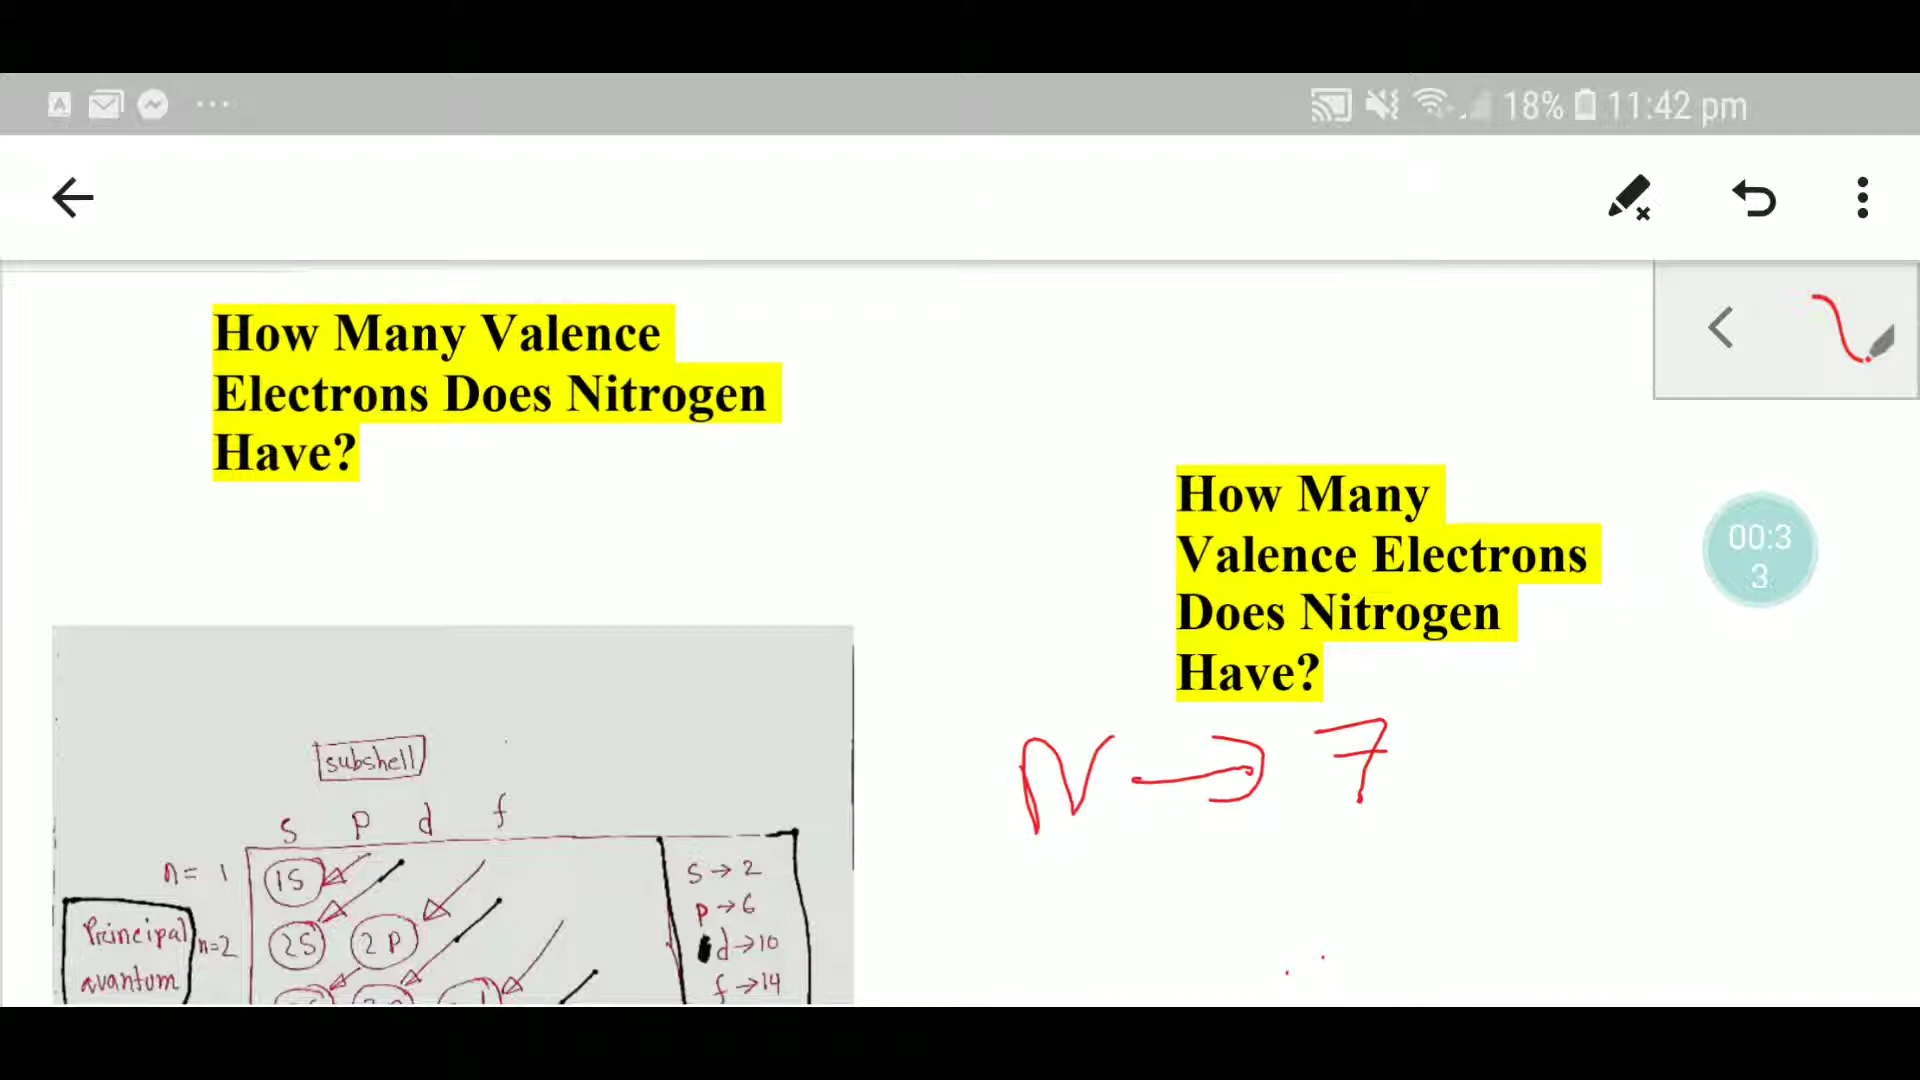 18% 11:42 pm
How Many Valence
Electrons Does Nitrogen
Have?
How Many
Valence Electrons
Does Nitrogen
Have?
00:3
3
N → 7
subshell
s p d f
n = 1 1S
s → 2
p → 6
d → 10
f → 14
Principal
quantum
n=2 2S 2P